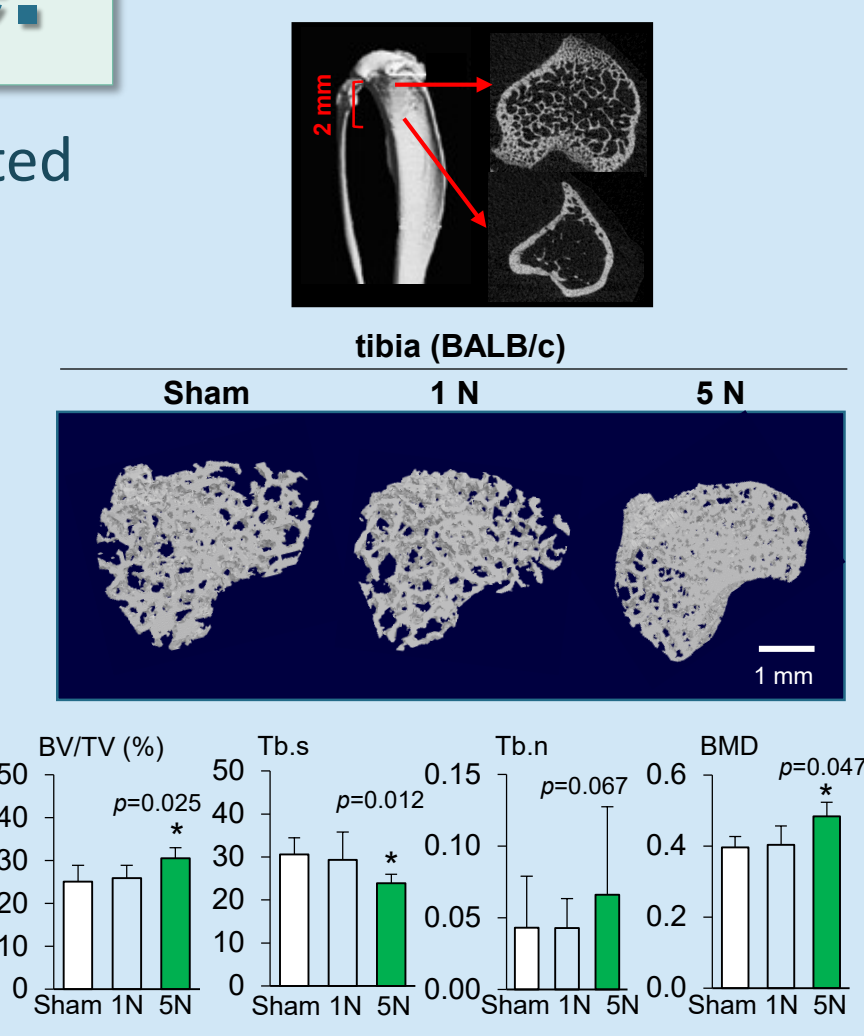 2 mm
tibia (BALB/c)
Sham 1 N 5 N
1 mm
BV/TV (%) Tb.s Tb.n BMD
p=0.025 p=0.012 p=0.067 p=0.047
* * *
50 50 0.15 0.6
40 40 0.10 0.4
30 30 0.05 0.2
20 20 0.00 0.0
10 10
0 0
Sham 1N 5N Sham 1N 5N Sham 1N 5N Sham 1N 5N